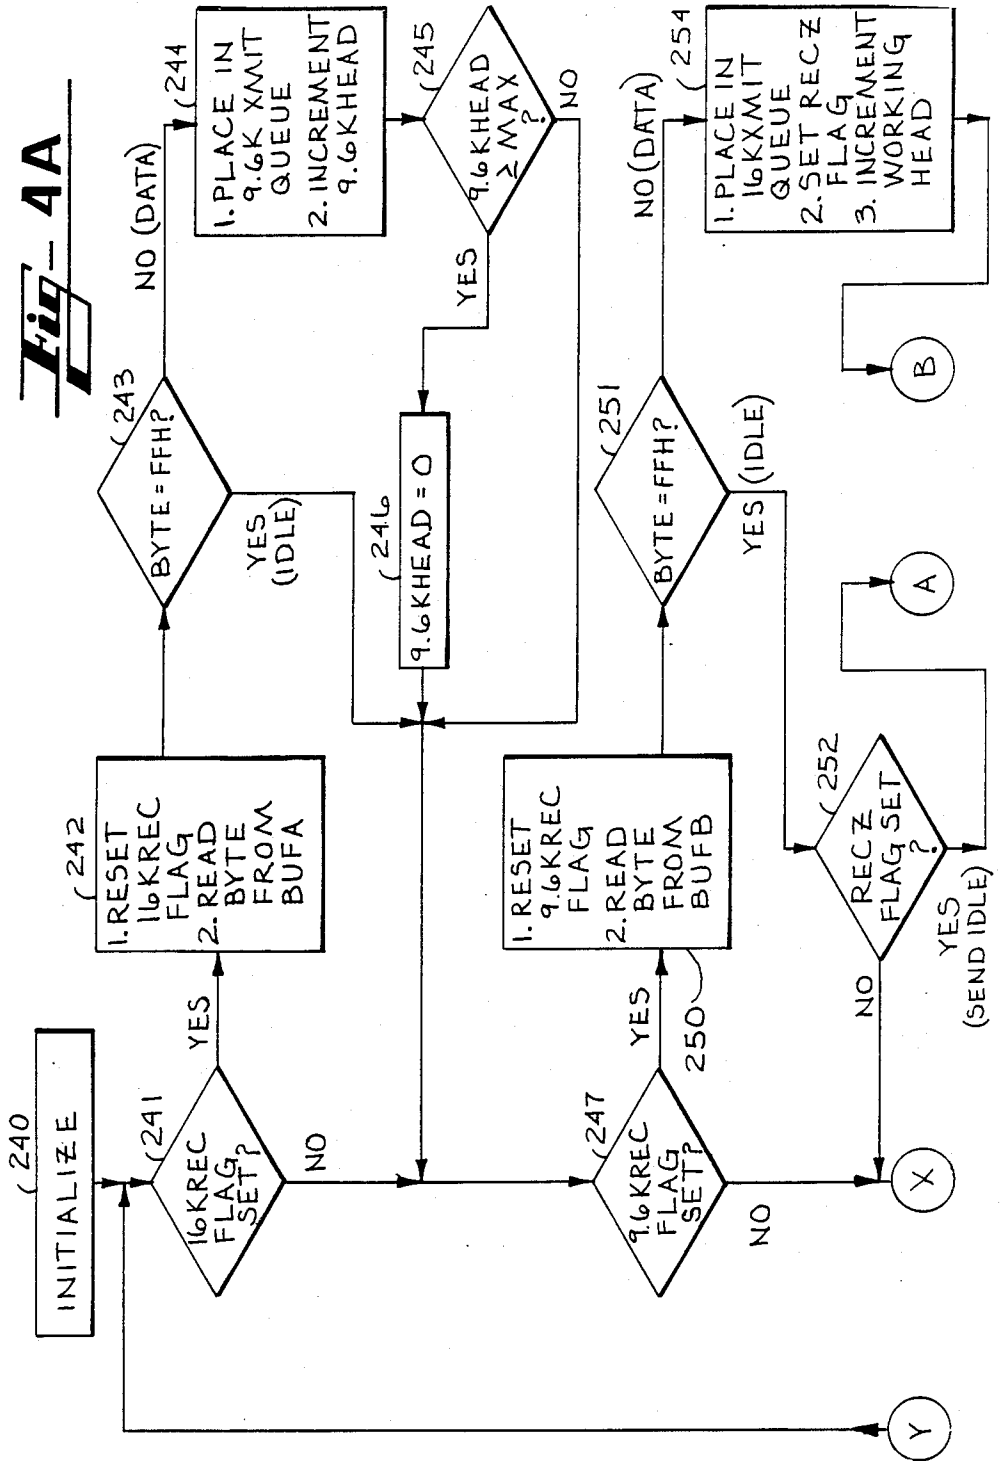 Fig-4A
240
INITIALIZE
241
16KREC
FLAG
SET?
YES
NO
242
1. RESET
16KREC
FLAG
2. READ
BYTE
FROM
BUFA
243
BYTE=FFH?
NO (DATA)
YES
(IDLE)
244
1. PLACE IN
9.6K XMIT
QUEUE
2. INCREMENT
9.6KHEAD
245
9.6KHEAD
≥ MAX
?
YES
NO
246
9.6KHEAD=0
247
9.6KREC
FLAG
SET?
YES
NO
250
1. RESET
9.6KREC
FLAG
2. READ
BYTE
FROM
BUFB
251
BYTE=FFH?
NO(DATA)
YES (IDLE)
252
RECZ
FLAG SET
?
NO
YES
(SEND IDLE)
254
1. PLACE IN
16KXMIT
QUEUE
2. SET RECZ
FLAG
3. INCREMENT
WORKING
HEAD
Y
X
A
B